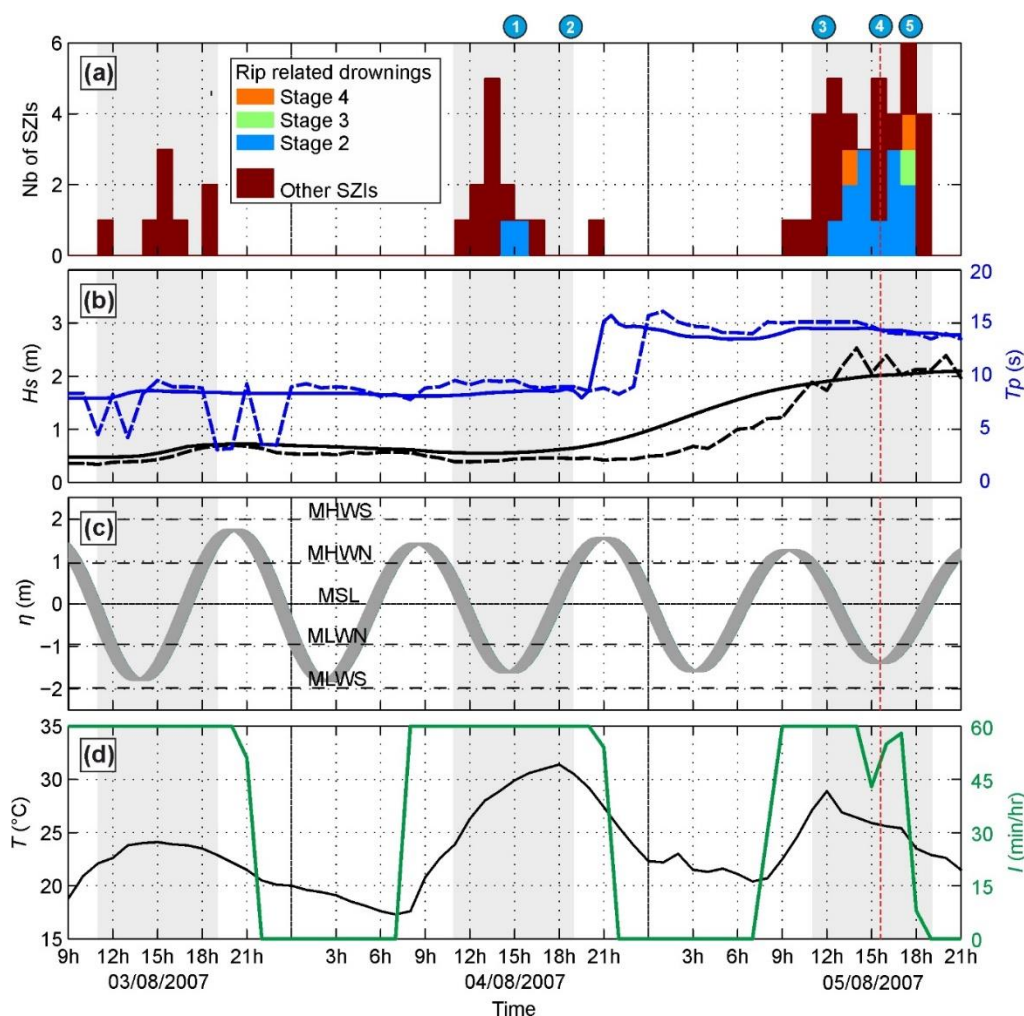 1 2 3 4 5
(a)
Nb of SZIs
6
4
2
0
Rip related drownings
Stage 4
Stage 3
Stage 2
Other SZIs
(b)
Hs (m)
3
2
1
0
20
15
10
5
0
Tp (s)
(c)
η (m)
2
1
0
−1
−2
MHWS
MHWN
MSL
MLWN
MLWS
(d)
T (°C)
35
30
25
20
15
60
45
30
15
0
I (min/hr)
9h 12h 15h 18h 21h 3h 6h 9h 12h 15h 18h 21h 3h 6h 9h 12h 15h 18h 21h
03/08/2007 04/08/2007 05/08/2007
Time